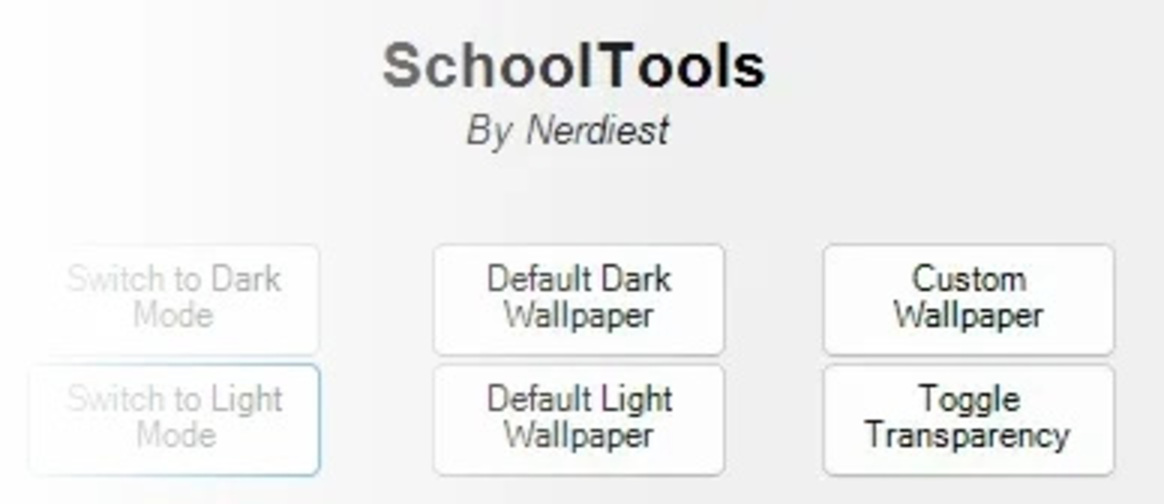 SchoolTools
By Nerdiest
Switch to Dark
Mode
Default Dark
Wallpaper
Custom
Wallpaper
Switch to Light
Mode
Default Light
Wallpaper
Toggle
Transparency